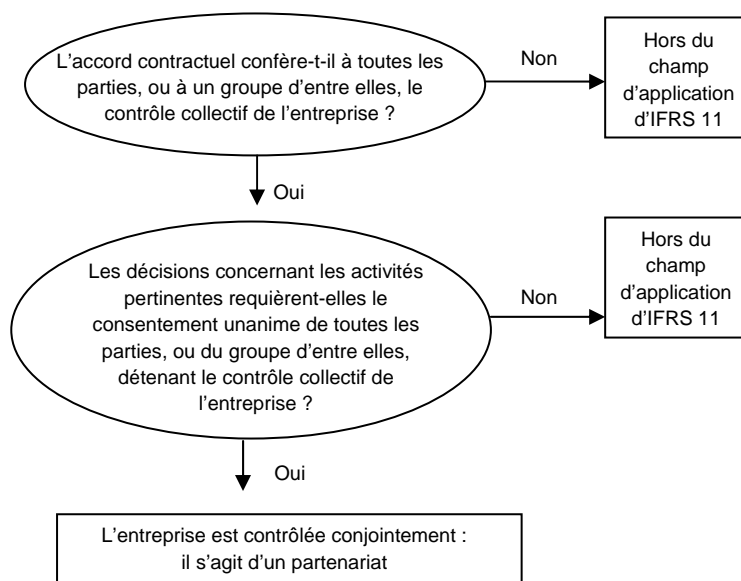 L'accord contractuel confère-t-il à toutes les
parties, ou à un groupe d'entre elles, le
contrôle collectif de l'entreprise ?
Non
Hors du
champ
d'application
d'IFRS 11
Oui
Les décisions concernant les activités
pertinentes requièrent-elles le
consentement unanime de toutes les
parties, ou du groupe d'entre elles,
détenant le contrôle collectif de
l'entreprise ?
Non
Hors du
champ
d'application
d'IFRS 11
Oui
L'entreprise est contrôlée conjointement :
il s'agit d'un partenariat